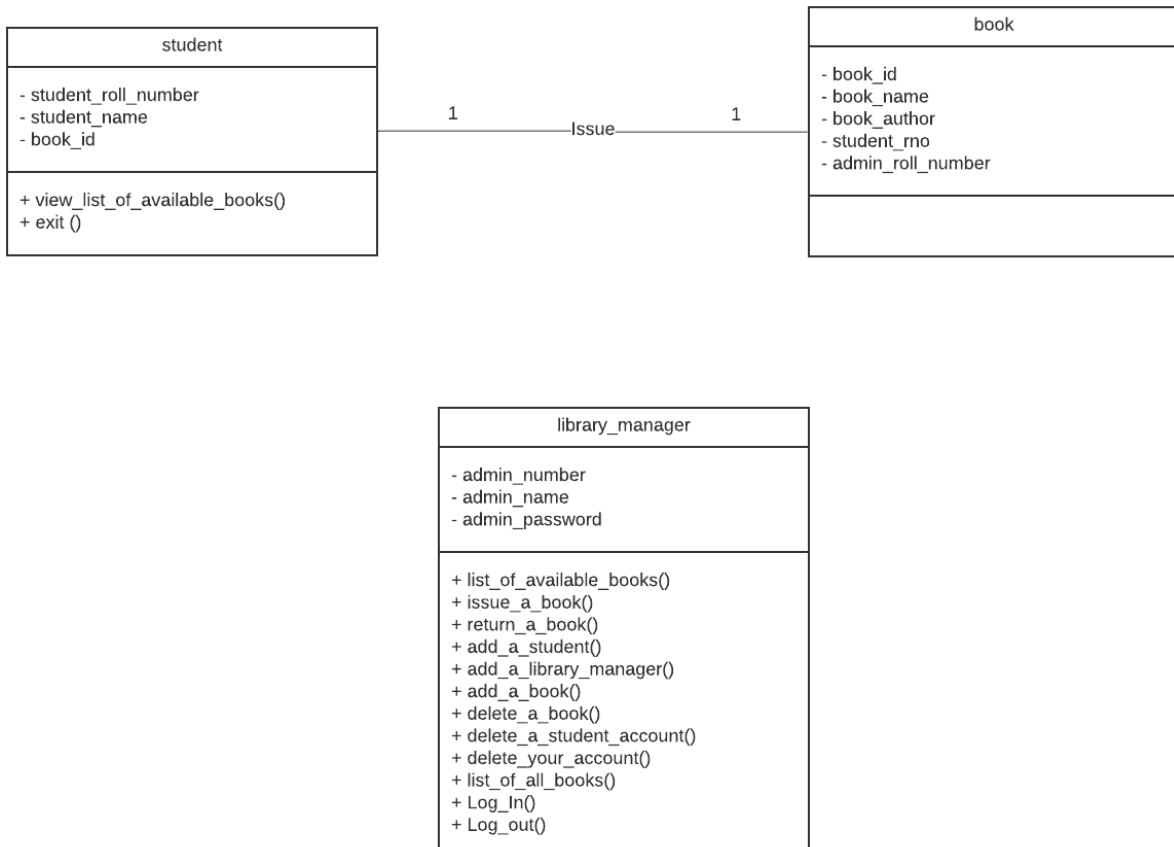 student
- student_roll_number
- student_name
- book_id
+ view_list_of_available_books()
+ exit ()
1
Issue
1
book
- book_id
- book_name
- book_author
- student_rno
- admin_roll_number
library_manager
- admin_number
- admin_name
- admin_password
+ list_of_available_books()
+ issue_a_book()
+ return_a_book()
+ add_a_student()
+ add_a_library_manager()
+ add_a_book()
+ delete_a_book()
+ delete_a_student_account()
+ delete_your_account()
+ list_of_all_books()
+ Log_In()
+ Log_out()